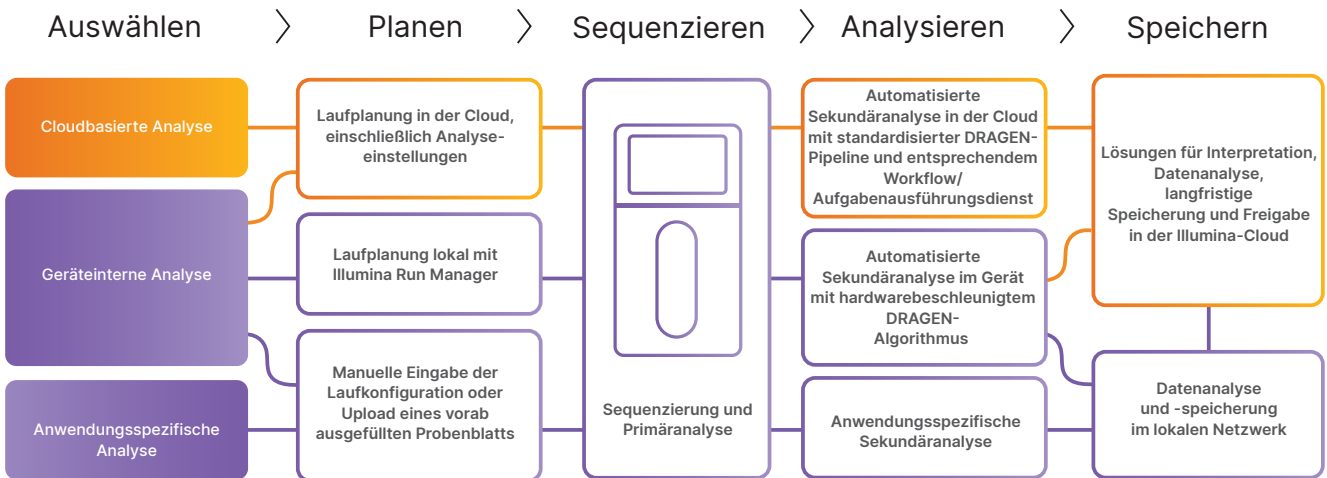 Auswählen
Planen
Sequenzieren
Analysieren
Speichern
Cloudbasierte Analyse
Geräteinterne Analyse
Anwendungsspezifische
Analyse
Laufplanung in der Cloud,
einschließlich Analyse-
einstellungen
Laufplanung lokal mit
Illumina Run Manager
Manuelle Eingabe der
Laufkonfiguration oder
Upload eines vorab
ausgefüllten Probenblatts
Sequenzierung und
Primäranalyse
Automatisierte
Sekundäranalyse in der Cloud
mit standardisierter DRAGEN-
Pipeline und entsprechendem
Workflow/
Aufgabenausführungsdienst
Automatisierte
Sekundäranalyse im Gerät
mit hardwarebeschleunigtem
DRAGEN-
Algorithmus
Anwendungsspezifische
Sekundäranalyse
Lösungen für Interpretation,
Datenanalyse,
langfristige
Speicherung und Freigabe
in der Illumina-Cloud
Datenanalyse
und -speicherung
im lokalen Netzwerk